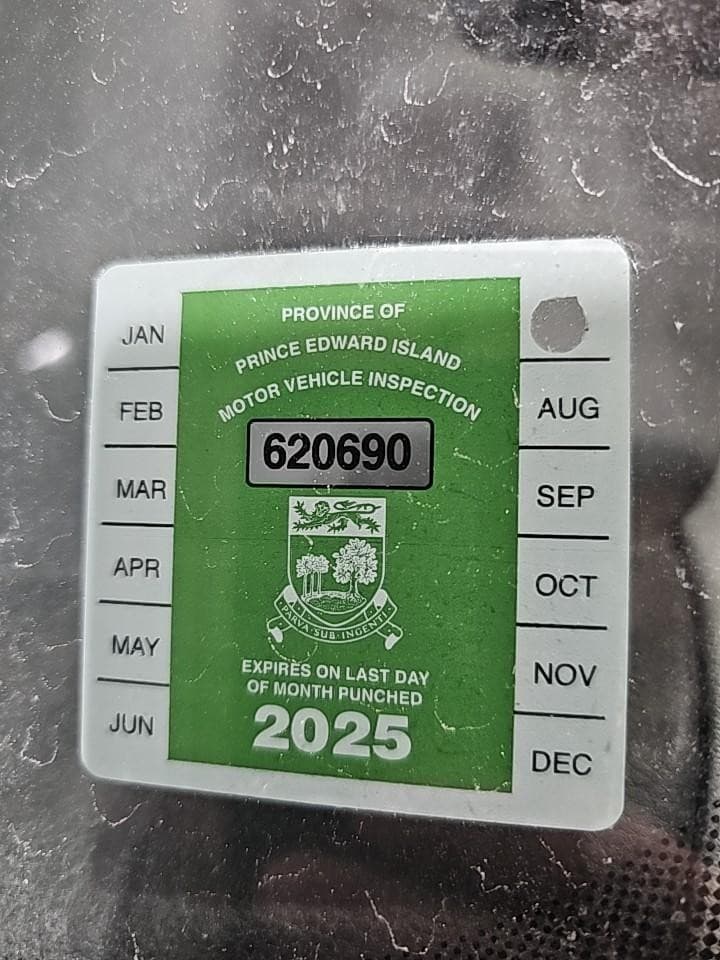 PROVINCE OF
PRINCE EDWARD ISLAND
MOTOR VEHICLE INSPECTION
620690
PARVA·SUB·INGENTI
EXPIRES ON LAST DAY
OF MONTH PUNCHED
2025
JAN
FEB
MAR
APR
MAY
JUN
AUG
SEP
OCT
NOV
DEC